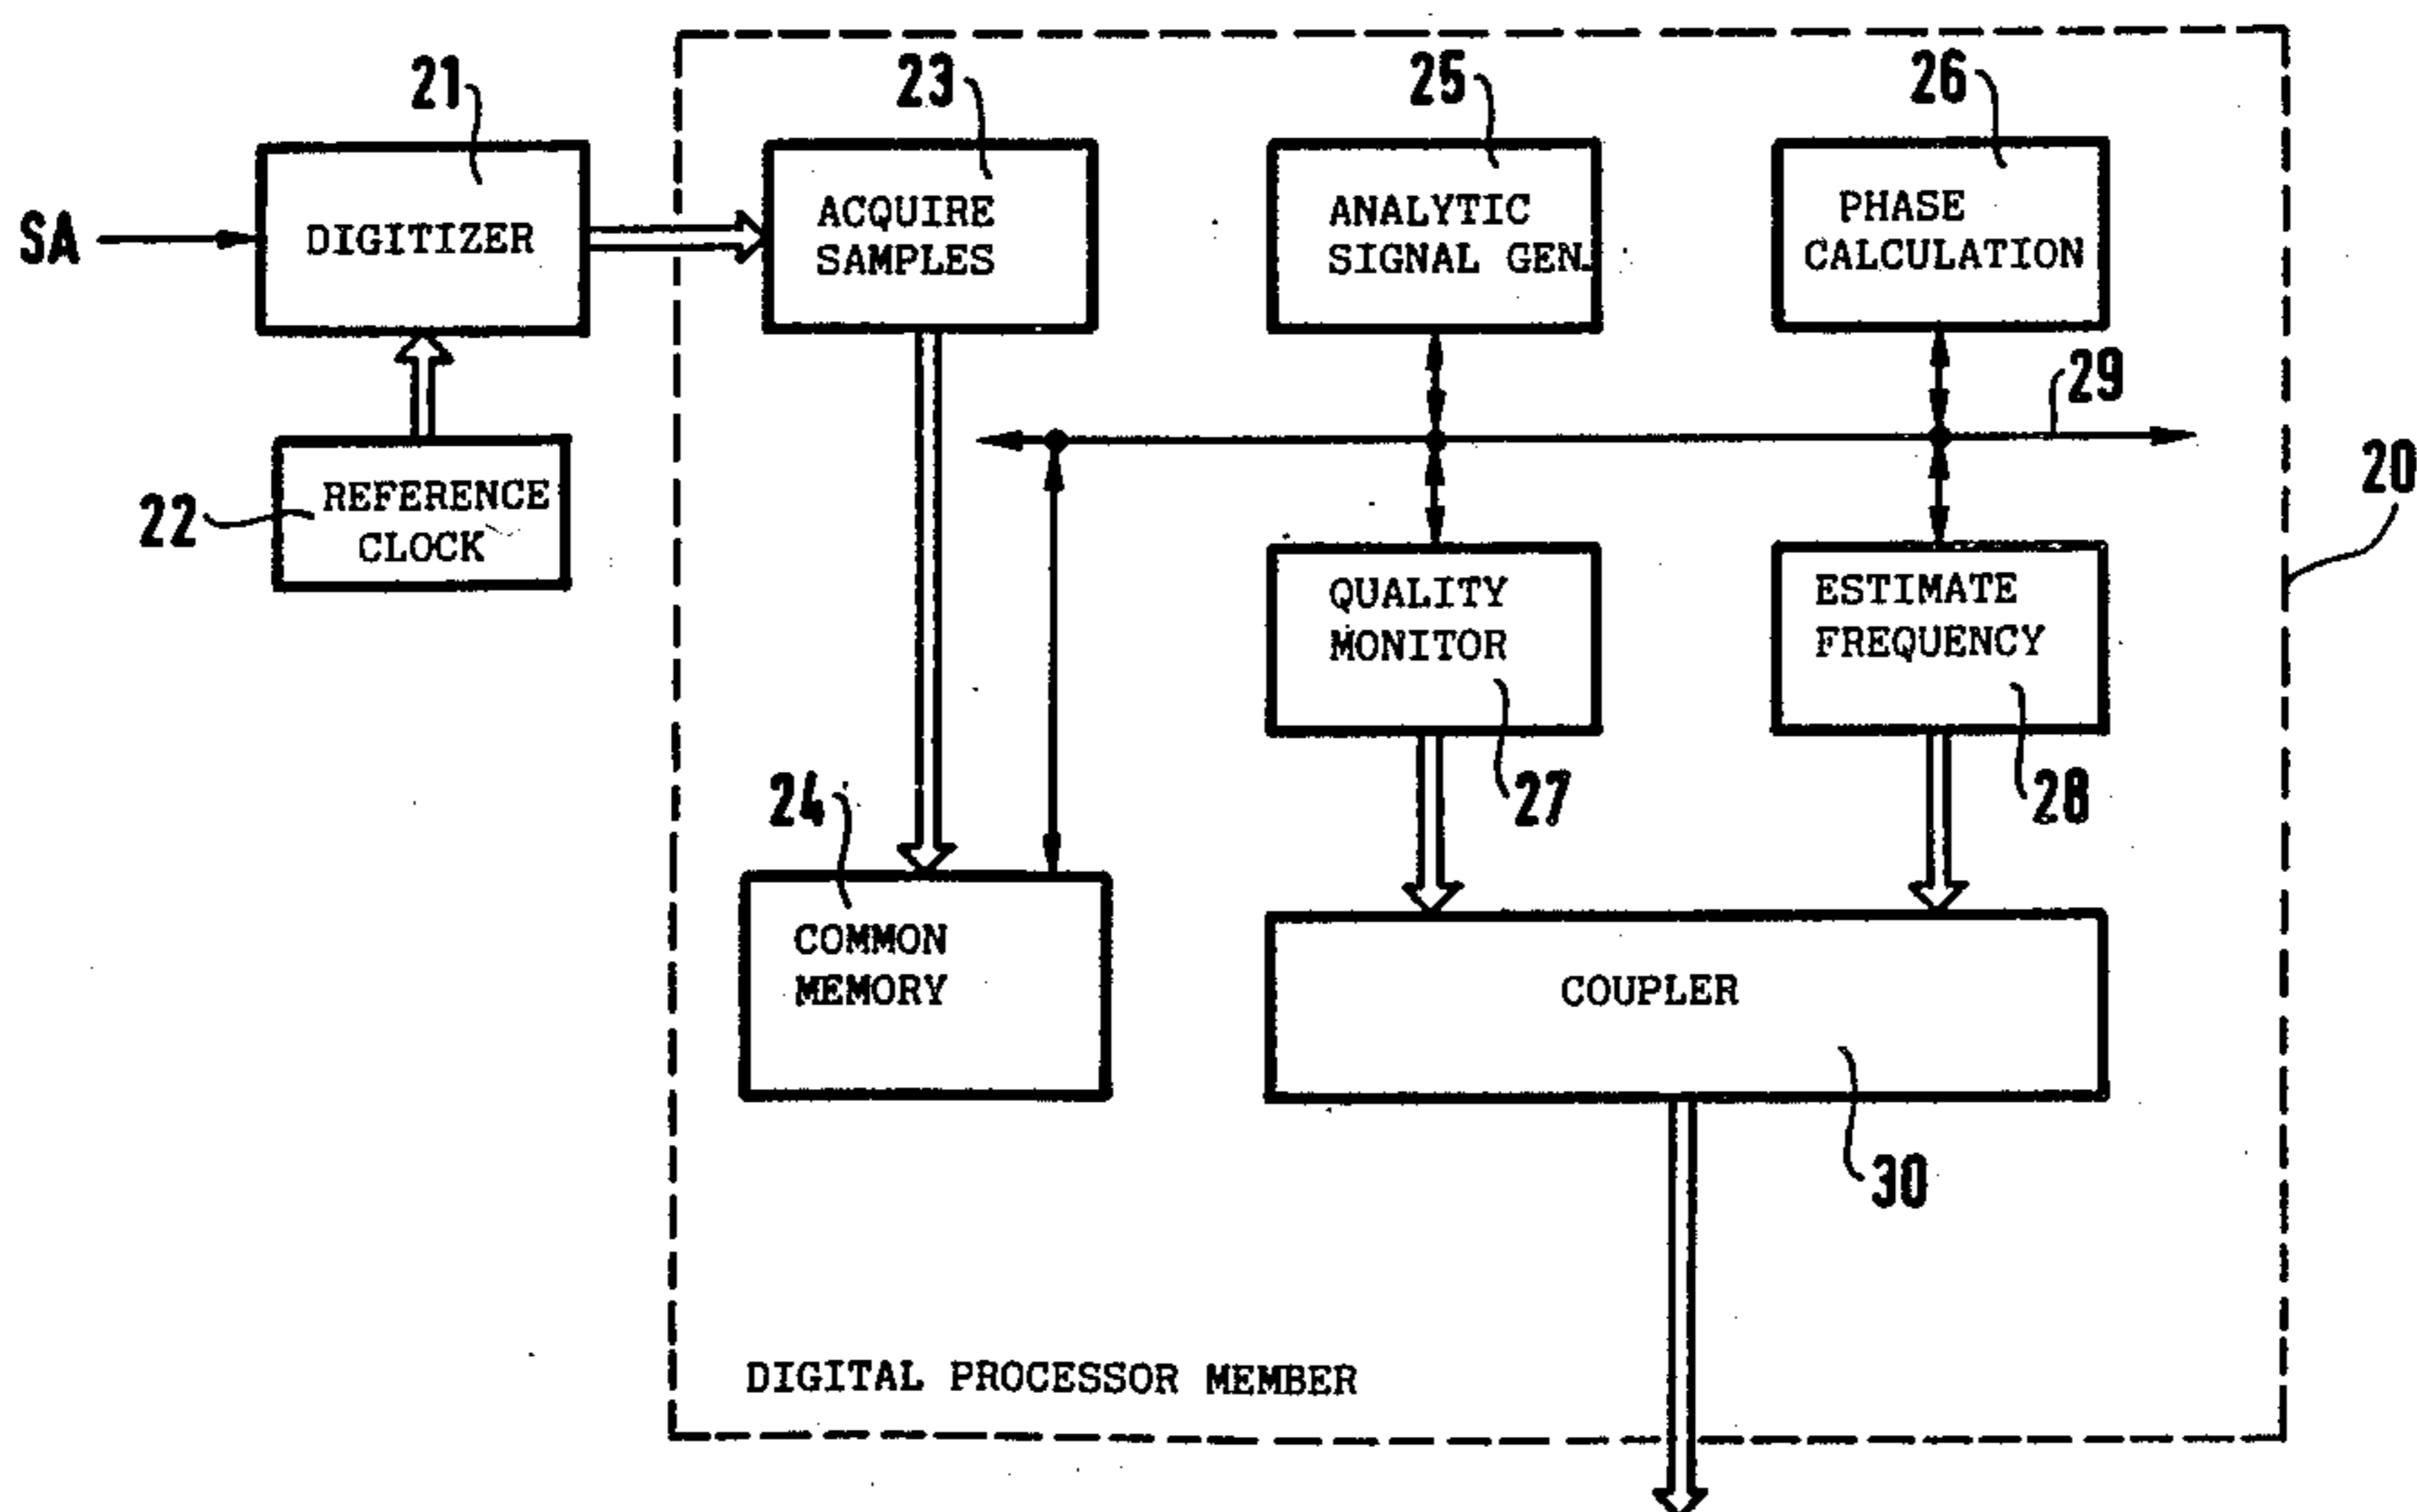 21
23
25
26
SA
DIGITIZER
ACQUIRE
SAMPLES
ANALYTIC
SIGNAL GEN.
PHASE
CALCULATION
29
20
22
REFERENCE
CLOCK
QUALITY
MONITOR
ESTIMATE
FREQUENCY
24
27
28
COMMON
MEMORY
COUPLER
30
DIGITAL PROCESSOR MEMBER